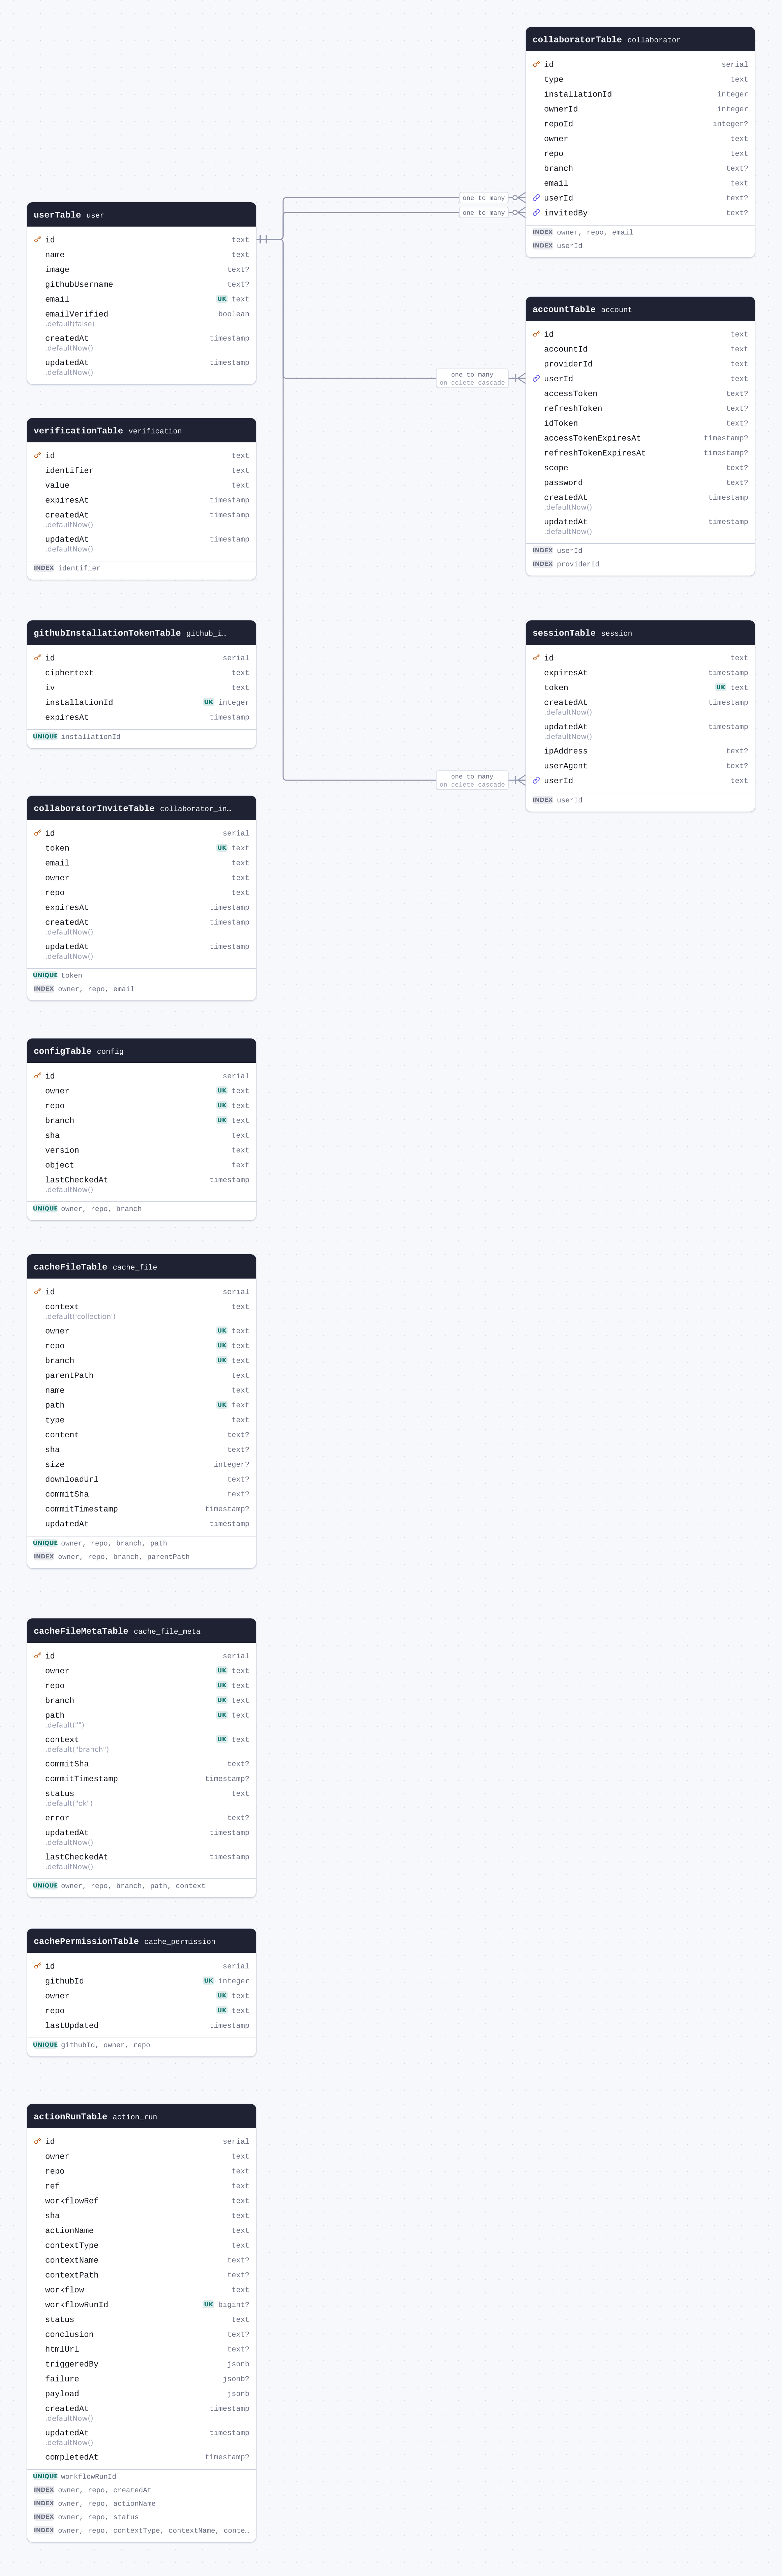 collaboratorTable collaborator
id serial
type text
installationId integer
ownerId integer
repoId integer?
owner text
repo text
branch text?
email text
userId text?
invitedBy text?
INDEX owner, repo, email
INDEX userId
one to many
one to many
userTable user
id text
name text
image text?
githubUsername text?
email UK text
emailVerified boolean
.default(false)
createdAt timestamp
.defaultNow()
updatedAt timestamp
.defaultNow()
accountTable account
id text
accountId text
providerId text
userId text
accessToken text?
refreshToken text?
idToken text?
accessTokenExpiresAt timestamp?
refreshTokenExpiresAt timestamp?
scope text?
password text?
createdAt timestamp
.defaultNow()
updatedAt timestamp
.defaultNow()
INDEX userId
INDEX providerId
one to many
on delete cascade
verificationTable verification
id text
identifier text
value text
expiresAt timestamp
createdAt timestamp
.defaultNow()
updatedAt timestamp
.defaultNow()
INDEX identifier
githubInstallationTokenTable github_i…
id serial
ciphertext text
iv text
installationId UK integer
expiresAt timestamp
UNIQUE installationId
sessionTable session
id text
expiresAt timestamp
token UK text
createdAt timestamp
.defaultNow()
updatedAt timestamp
.defaultNow()
ipAddress text?
userAgent text?
userId text
INDEX userId
one to many
on delete cascade
collaboratorInviteTable collaborator_in…
id serial
token UK text
email text
owner text
repo text
expiresAt timestamp
createdAt timestamp
.defaultNow()
updatedAt timestamp
.defaultNow()
UNIQUE token
INDEX owner, repo, email
configTable config
id serial
owner UK text
repo UK text
branch UK text
sha text
version text
object text
lastCheckedAt timestamp
.defaultNow()
UNIQUE owner, repo, branch
cacheFileTable cache_file
id serial
context text
.default('collection')
owner UK text
repo UK text
branch UK text
parentPath text
name text
path UK text
type text
content text?
sha text?
size integer?
downloadUrl text?
commitSha text?
commitTimestamp timestamp?
updatedAt timestamp
UNIQUE owner, repo, branch, path
INDEX owner, repo, branch, parentPath
cacheFileMetaTable cache_file_meta
id serial
owner UK text
repo UK text
branch UK text
path UK text
.default("")
context UK text
.default("branch")
commitSha text?
commitTimestamp timestamp?
status text
.default("ok")
error text?
updatedAt timestamp
.defaultNow()
lastCheckedAt timestamp
.defaultNow()
UNIQUE owner, repo, branch, path, context
cachePermissionTable cache_permission
id serial
githubId UK integer
owner UK text
repo UK text
lastUpdated timestamp
UNIQUE githubId, owner, repo
actionRunTable action_run
id serial
owner text
repo text
ref text
workflowRef text
sha text
actionName text
contextType text
contextName text?
contextPath text?
workflow text
workflowRunId UK bigint?
status text
conclusion text?
htmlUrl text?
triggeredBy jsonb
failure jsonb?
payload jsonb
createdAt timestamp
.defaultNow()
updatedAt timestamp
.defaultNow()
completedAt timestamp?
UNIQUE workflowRunId
INDEX owner, repo, createdAt
INDEX owner, repo, actionName
INDEX owner, repo, status
INDEX owner, repo, contextType, contextName, conte…